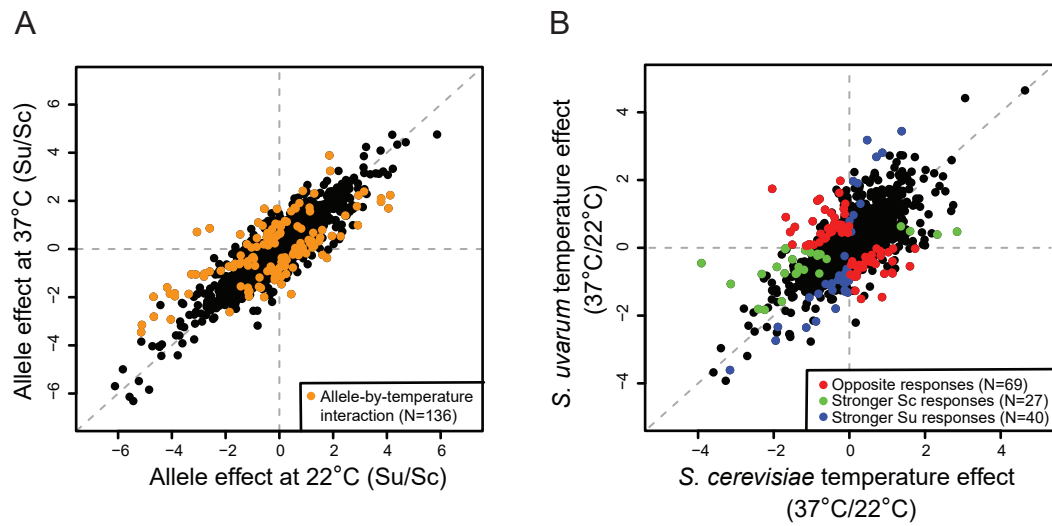 A
Allele effect at 37°C (Su/Sc)
6
4
2
0
−2
−4
−6
−6 −4 −2 0 2 4 6
Allele effect at 22°C (Su/Sc)
Allele-by-temperature
interaction (N=136)
B
S. uvarum temperature effect
(37°C/22°C)
4
2
0
−2
−4
−4 −2 0 2 4
S. cerevisiae temperature effect
(37°C/22°C)
Opposite responses (N=69)
Stronger Sc responses (N=27)
Stronger Su responses (N=40)